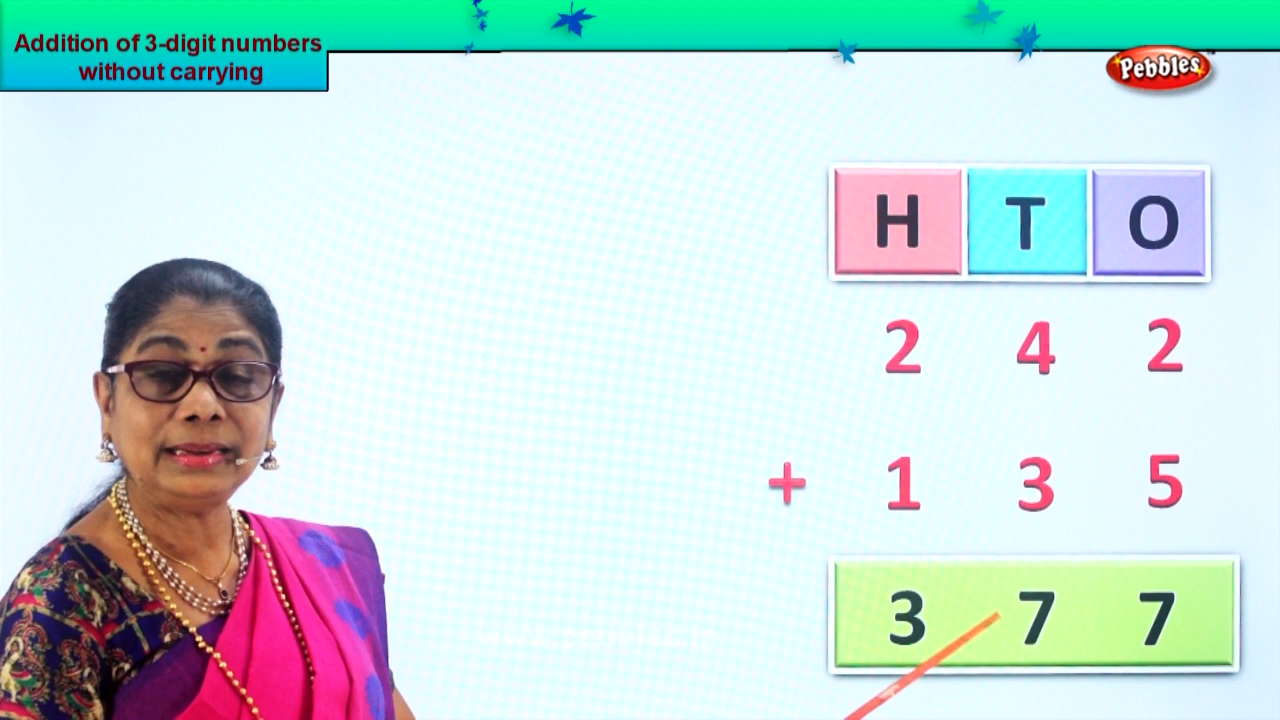 Addition of 3-digit numbers
without carrying
Pebbles
H T O
2 4 2
+ 1 3 5
3 7 7